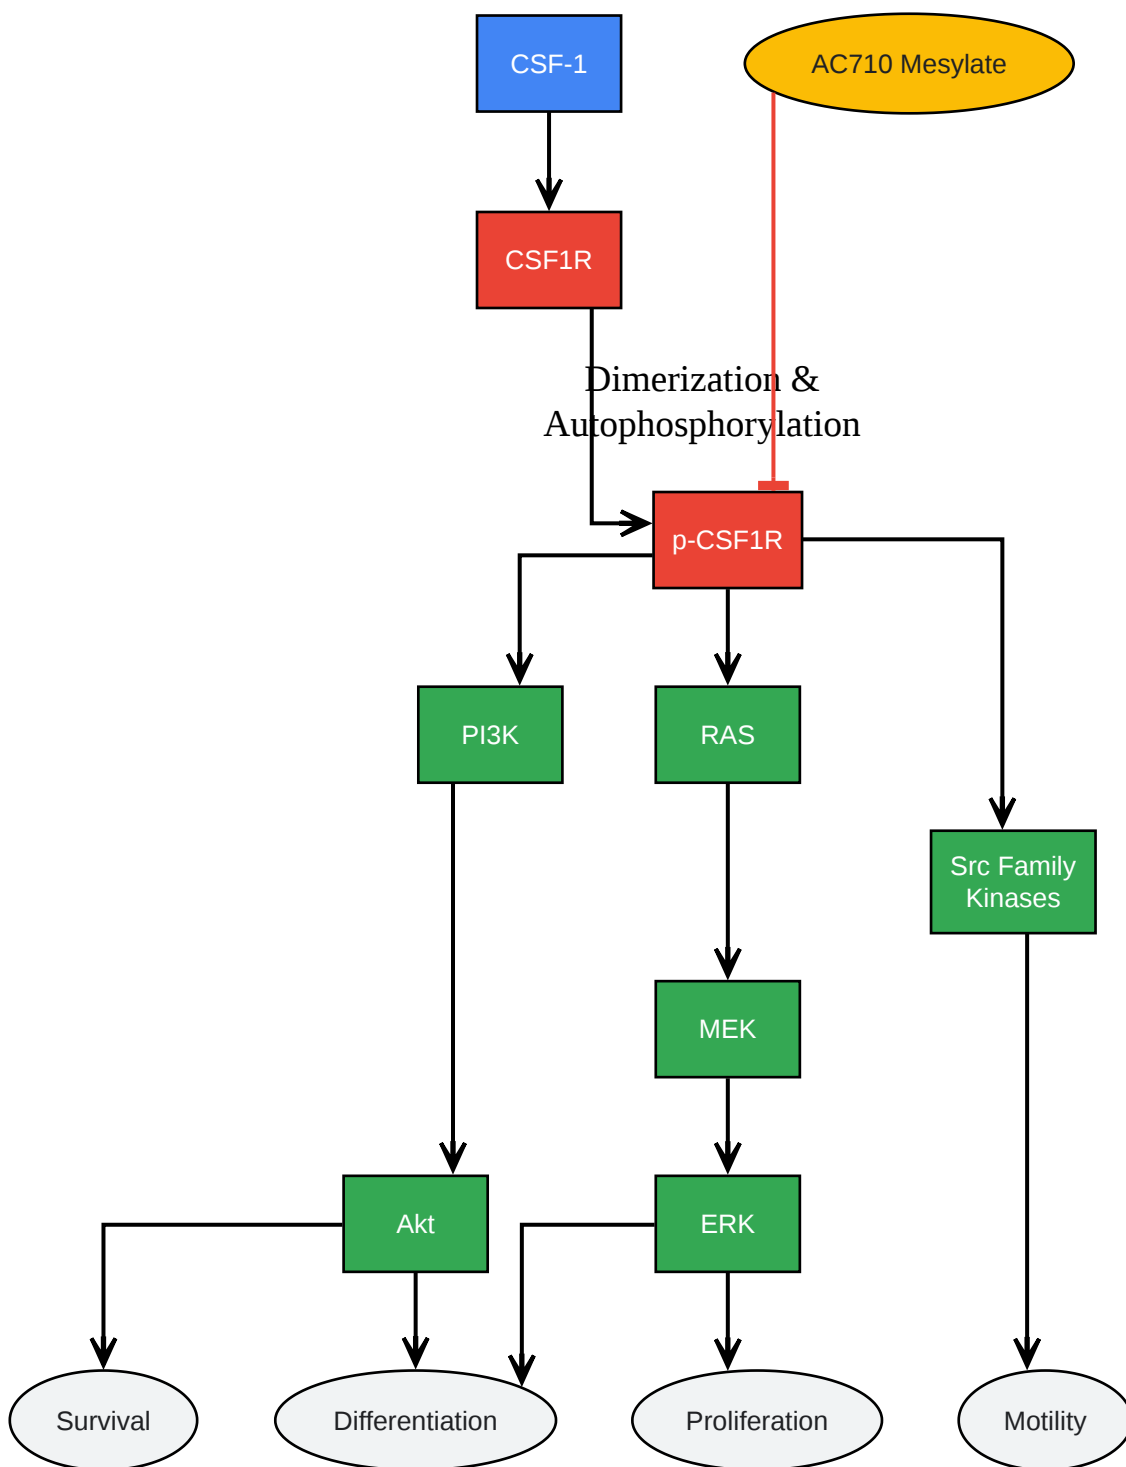 CSF-1
AC710 Mesylate
CSF1R
Dimerization &
Autophosphorylation
p-CSF1R
PI3K
RAS
Src Family
Kinases
MEK
Akt
ERK
Survival
Differentiation
Proliferation
Motility